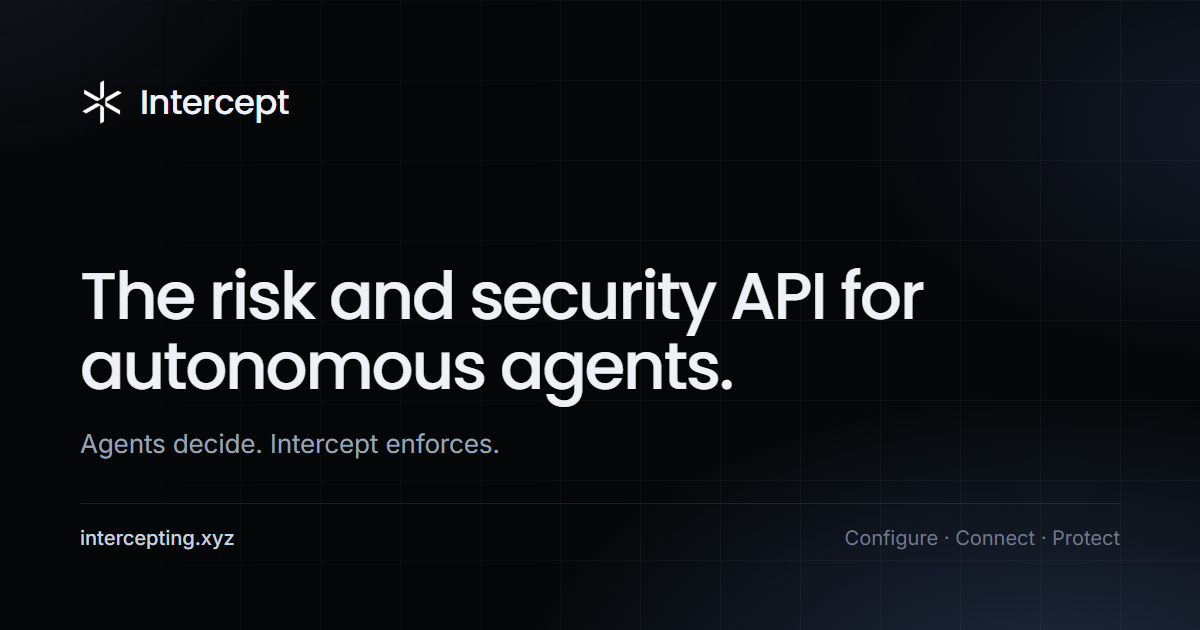 Intercept
The risk and security API for
autonomous agents.
Agents decide. Intercept enforces.
intercepting.xyz
Configure · Connect · Protect